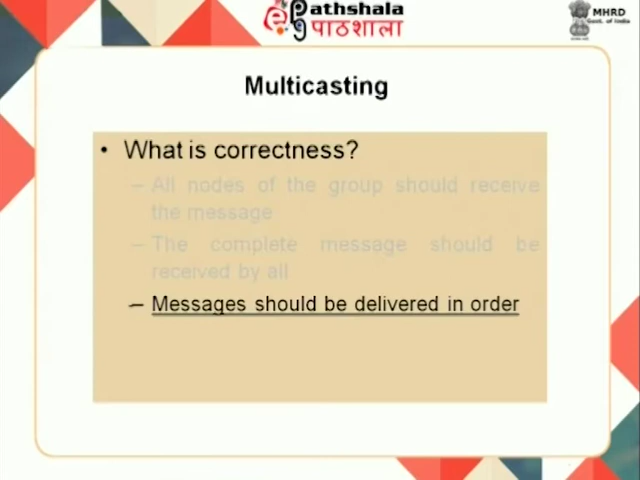 ePathshala
पाठशाला
MHRD
Govt. of India
Multicasting
• What is correctness?
– All nodes of the group should receive
the message
– The complete message should be
received by all
– Messages should be delivered in order